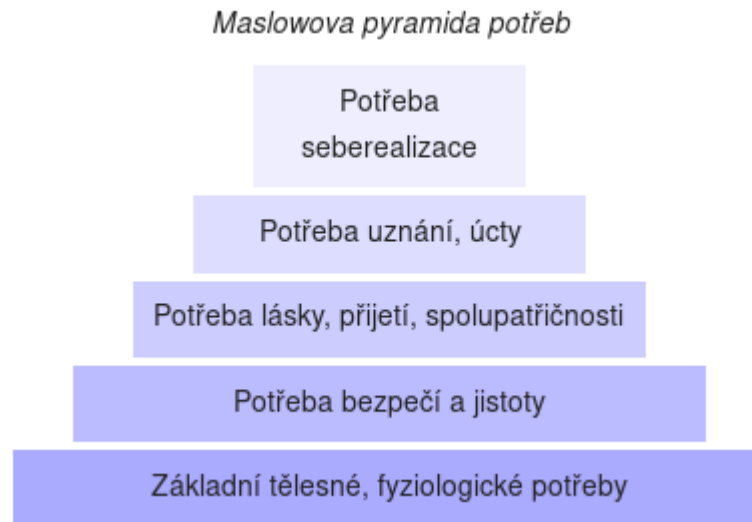 Maslowova pyramida potřeb
Potřeba
seberealizace
Potřeba uznání, úcty
Potřeba lásky, přijetí, spolupatřičnosti
Potřeba bezpečí a jistoty
Základní tělesné, fyziologické potřeby